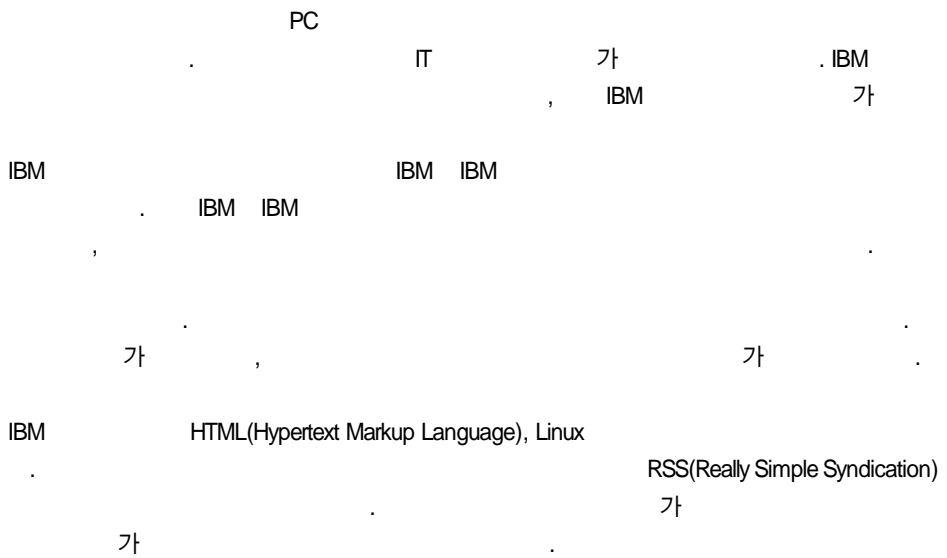 PC
. IT 가 . IBM
, IBM 가
IBM IBM IBM
. IBM IBM
, .
. .
가 , 가 .
IBM HTML(Hypertext Markup Language), Linux
. RSS(Really Simple Syndication)
. 가
가 .